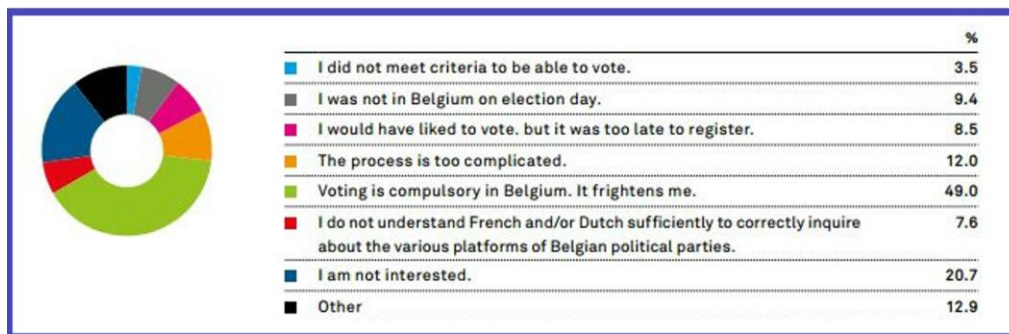 %
I did not meet criteria to be able to vote. 3.5
I was not in Belgium on election day. 9.4
I would have liked to vote. but it was too late to register. 8.5
The process is too complicated. 12.0
Voting is compulsory in Belgium. It frightens me. 49.0
I do not understand French and/or Dutch sufficiently to correctly inquire 7.6
about the various platforms of Belgian political parties.
I am not interested. 20.7
Other 12.9